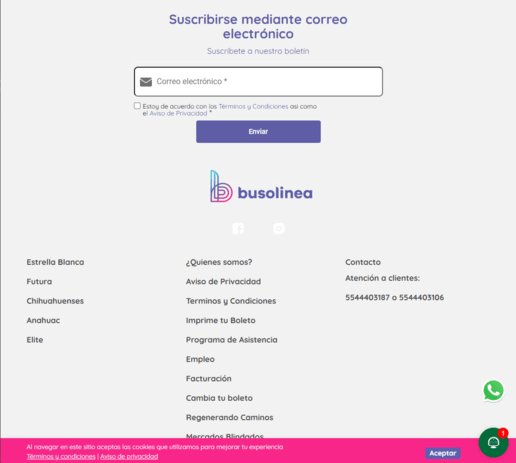 Suscribirse mediante correo
electrónico
Suscribete a nuestro boletín
Correo electrónico *
Estoy de acuerdo con los Términos y Condiciones asi como
el Aviso de Privacidad *
Enviar
busolinea
Estrella Blanca
Futura
Chihuahuenses
Anahuac
Elite
¿Quienes somos?
Aviso de Privacidad
Terminos y Condiciones
Imprime tu Boleto
Programa de Asistencia
Empleo
Facturación
Cambia tu boleto
Regenerando Caminos
Mercados Blindados
Contacto
Atención a clientes:
5544403187 o 5544403106
1
Al navegar en este sitio aceptas las cookies que utilizamos para mejorar tu experiencia
Términos y condiciones | Aviso de privacidad
Aceptar